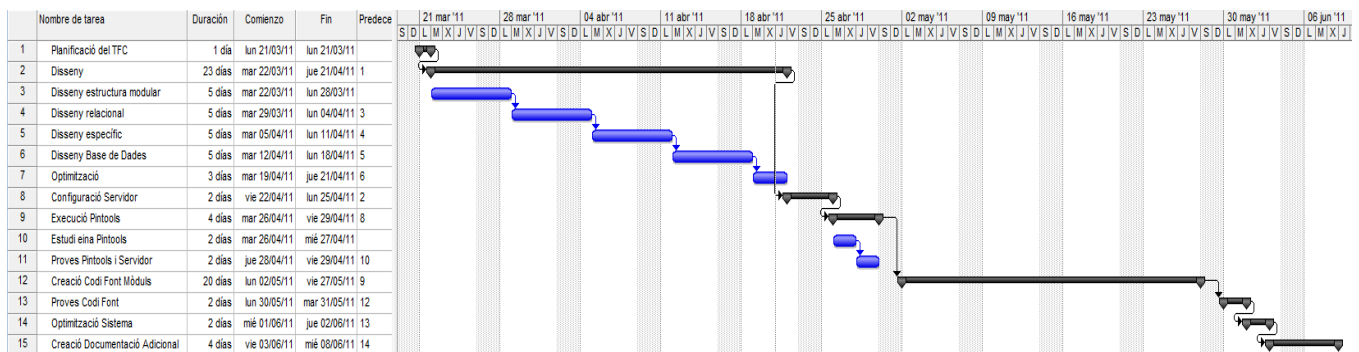 Nombre de tarea Duración Comienzo Fin Predece 21 mar '11 28 mar '11 04 abr '11 11 abr '11 18 abr '11 25 abr '11 02 may '11 09 may '11 16 may '11 23 may '11 30 may '11 06 jun '11
S D L M X J V S D L M X J V S D L M X J V S D L M X J V S D L M X J V S D L M X J V S D L M X J V S D L M X J V S D L M X J V S D L M X J V S D L M X J V S D L M X J
1 Planificació del TFC 1 día lun 21/03/11 lun 21/03/11
2 Disseny 23 días mar 22/03/11 jue 21/04/11 1
3 Disseny estructura modular 5 días mar 22/03/11 lun 28/03/11
4 Disseny relacional 5 días mar 29/03/11 lun 04/04/11 3
5 Disseny específic 5 días mar 05/04/11 lun 11/04/11 4
6 Disseny Base de Dades 5 días mar 12/04/11 lun 18/04/11 5
7 Optimització 3 días mar 19/04/11 jue 21/04/11 6
8 Configuració Servidor 2 días vie 22/04/11 lun 25/04/11 2
9 Execució Pintools 4 días mar 26/04/11 vie 29/04/11 8
10 Estudi eina Pintools 2 días mar 26/04/11 mié 27/04/11
11 Proves Pintools i Servidor 2 días jue 28/04/11 vie 29/04/11 10
12 Creació Codi Font Mòduls 20 días lun 02/05/11 vie 27/05/11 9
13 Proves Codi Font 2 días lun 30/05/11 mar 31/05/11 12
14 Optimització Sistema 2 días mié 01/06/11 jue 02/06/11 13
15 Creació Documentació Adicional 4 días vie 03/06/11 mié 08/06/11 14